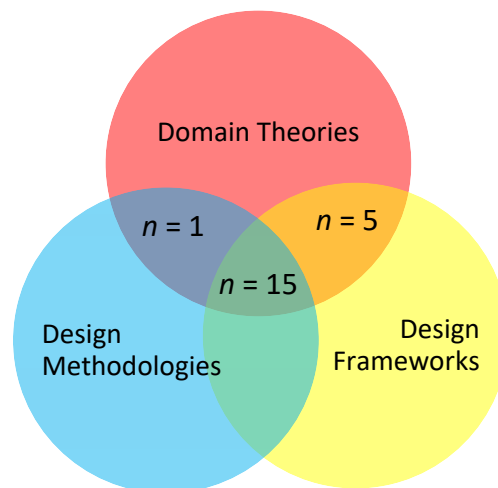 Domain Theories
n = 1
n = 5
n = 15
Design
Methodologies
Design
Frameworks